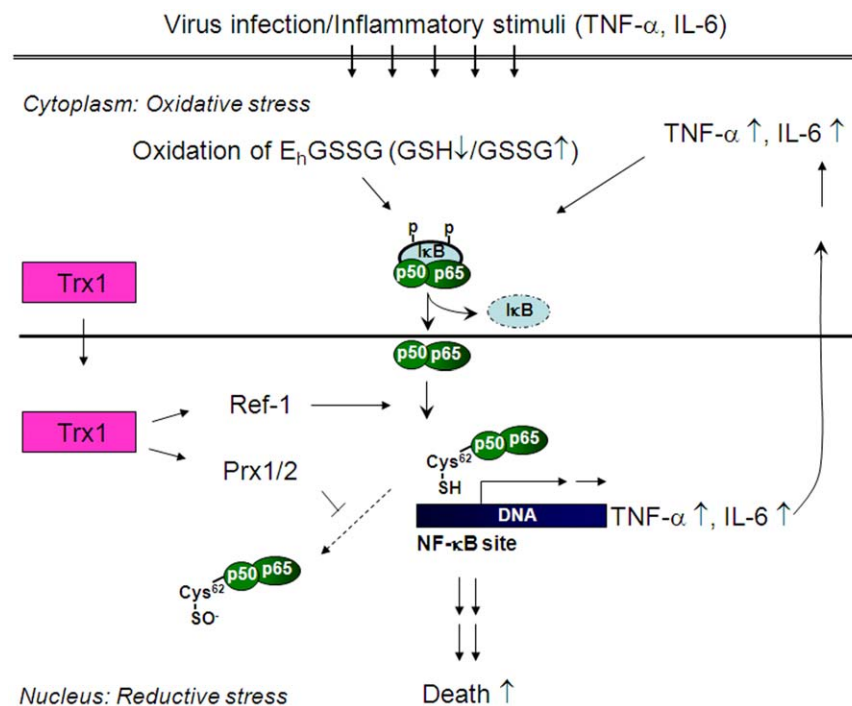 Virus infection/Inflammatory stimuli (TNF-α, IL-6)
Cytoplasm: Oxidative stress
Oxidation of EₕGSSG (GSH↓/GSSG↑)
TNF-α ↑, IL-6 ↑
p p
IκB
p50 p65
Trx1
IκB
p50 p65
Trx1
Ref-1
Prx1/2
p50 p65
Cys⁶²
SH
DNA
TNF-α ↑, IL-6 ↑
NF-κB site
p50 p65
Cys⁶²
SO⁻
Nucleus: Reductive stress
Death ↑